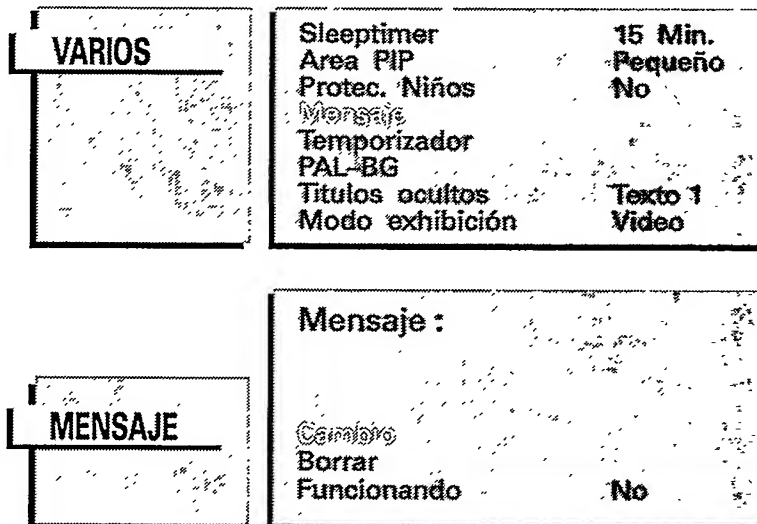 VARIOS
Sleeptimer 15 Min.
Area PIP Pequeño
Protec. Niños No
Mensaje
Temporizador
PAL-BG
Titulos ocultos Texto 1
Modo exhibición Video
Mensaje :
MENSAJE
Cambio
Borrar
Funcionando No